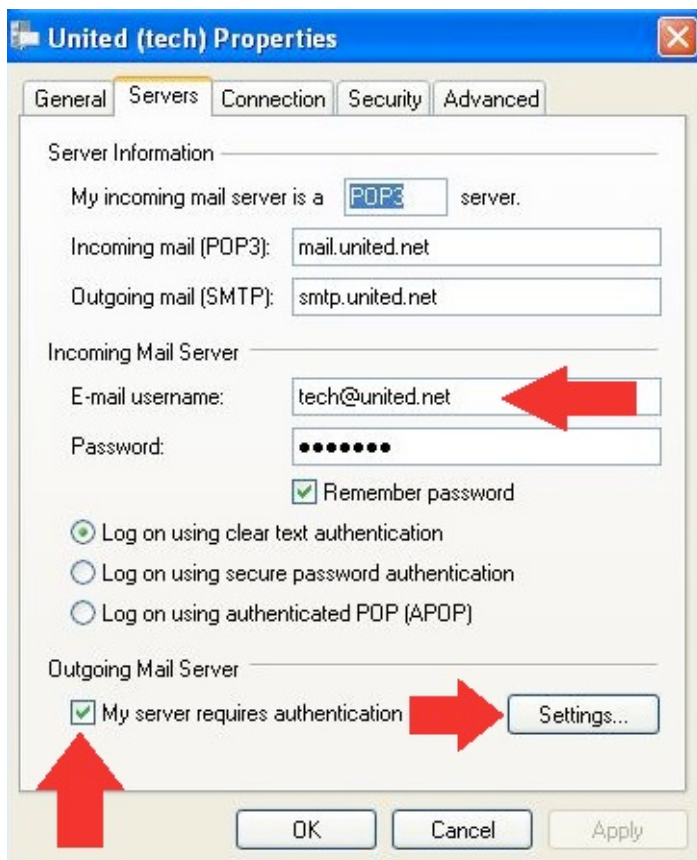 United (tech) Properties
General Servers Connection Security Advanced
Server Information
My incoming mail server is a POP3 server.
Incoming mail (POP3): mail.united.net
Outgoing mail (SMTP): smtp.united.net
Incoming Mail Server
E-mail username: tech@united.net
Password: ●●●●●●●
Remember password
Log on using clear text authentication
Log on using secure password authentication
Log on using authenticated POP (APOP)
Outgoing Mail Server
My server requires authentication Settings...
OK Cancel Apply